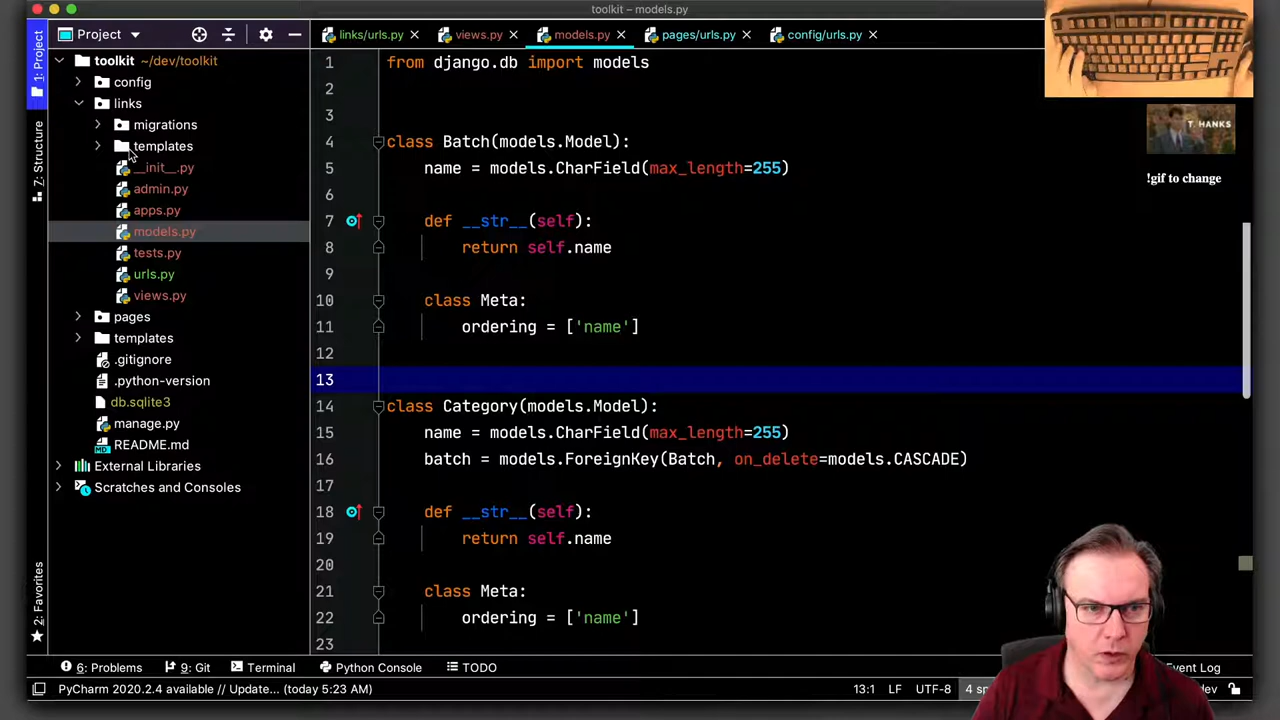 toolkit – models.py
1: Project
Project
links/urls.py
views.py
models.py
pages/urls.py
config/urls.py
toolkit ~/dev/toolkit
config
links
migrations
templates
__init__.py
admin.py
apps.py
models.py
tests.py
urls.py
views.py
pages
templates
.gitignore
.python-version
db.sqlite3
manage.py
README.md
External Libraries
Scratches and Consoles
7: Structure
2: Favorites
1 from django.db import models
2
3
4 class Batch(models.Model):
5 name = models.CharField(max_length=255)
6
7 def __str__(self):
8 return self.name
9
10 class Meta:
11 ordering = ['name']
12
13
14 class Category(models.Model):
15 name = models.CharField(max_length=255)
16 batch = models.ForeignKey(Batch, on_delete=models.CASCADE)
17
18 def __str__(self):
19 return self.name
20
21 class Meta:
22 ordering = ['name']
23
T. HANKS
!gif to change
6: Problems
9: Git
Terminal
Python Console
TODO
Event Log
PyCharm 2020.2.4 available // Update... (today 5:23 AM)
13:1
LF
UTF-8
4 sp
dev